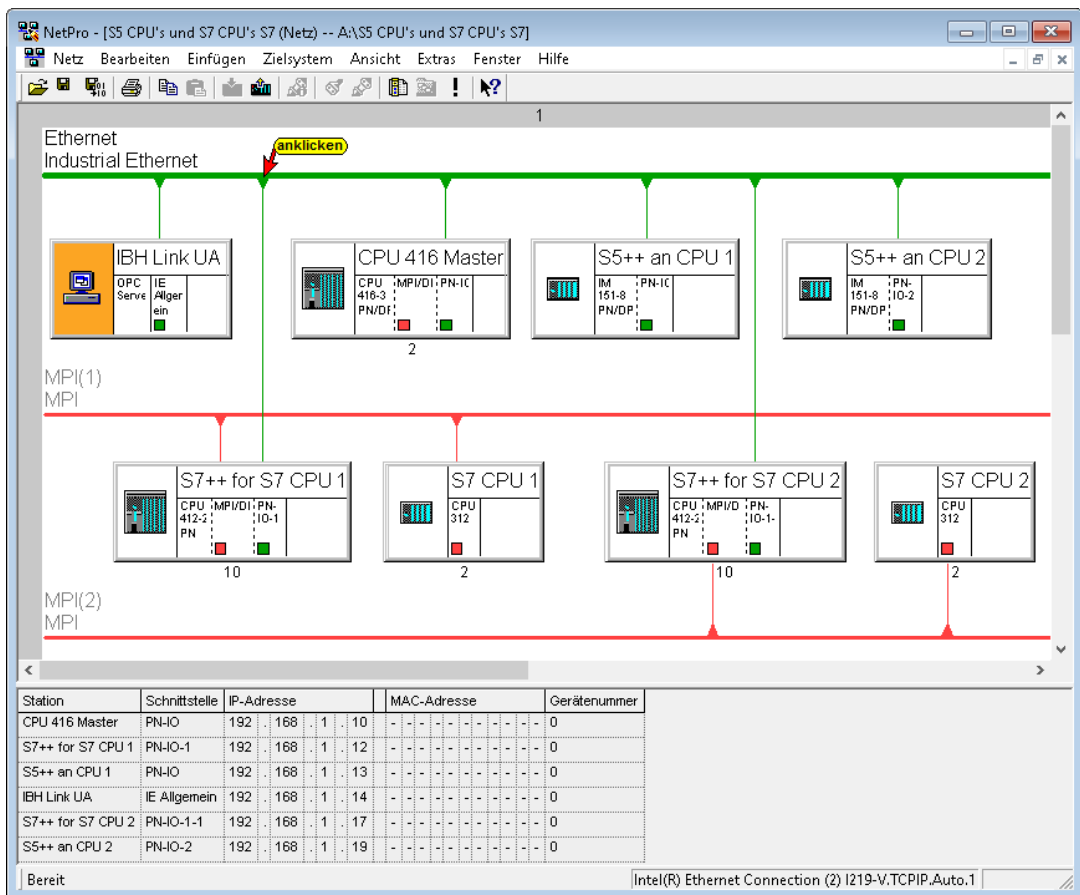 NetPro - [S5 CPU's und S7 CPU's S7 (Netz) -- A:\S5 CPU's und S7 CPU's S7]
Netz Bearbeiten Einfügen Zielsystem Ansicht Extras Fenster Hilfe
1
Ethernet
Industrial Ethernet
anklicken
IBH Link UA
OPC Serve
IE Allger ein
CPU 416 Master
CPU 416-3 PN/DF
MPI/DI
PN-IC
2
S5++ an CPU 1
IM 151-8 PN/DP
PN-IC
S5++ an CPU 2
IM 151-8 PN/DP
PN-IO-2
MPI(1)
MPI
S7++ for S7 CPU 1
CPU 412-2 PN
MPI/DI
PN-IO-1
10
S7 CPU 1
CPU 312
2
S7++ for S7 CPU 2
CPU 412-2 PN
MPI/D
PN-IO-1-
10
S7 CPU 2
CPU 312
2
MPI(2)
MPI
Station Schnittstelle IP-Adresse MAC-Adresse Gerätenummer
CPU 416 Master PN-IO 192 . 168 . 1 . 10 - - - - - - - - - - - 0
S7++ for S7 CPU 1 PN-IO-1 192 . 168 . 1 . 12 - - - - - - - - - - - 0
S5++ an CPU 1 PN-IO 192 . 168 . 1 . 13 - - - - - - - - - - - 0
IBH Link UA IE Allgemein 192 . 168 . 1 . 14 - - - - - - - - - - - 0
S7++ for S7 CPU 2 PN-IO-1-1 192 . 168 . 1 . 17 - - - - - - - - - - - 0
S5++ an CPU 2 PN-IO-2 192 . 168 . 1 . 19 - - - - - - - - - - - 0
Bereit
Intel(R) Ethernet Connection (2) I219-V.TCPIP.Auto.1